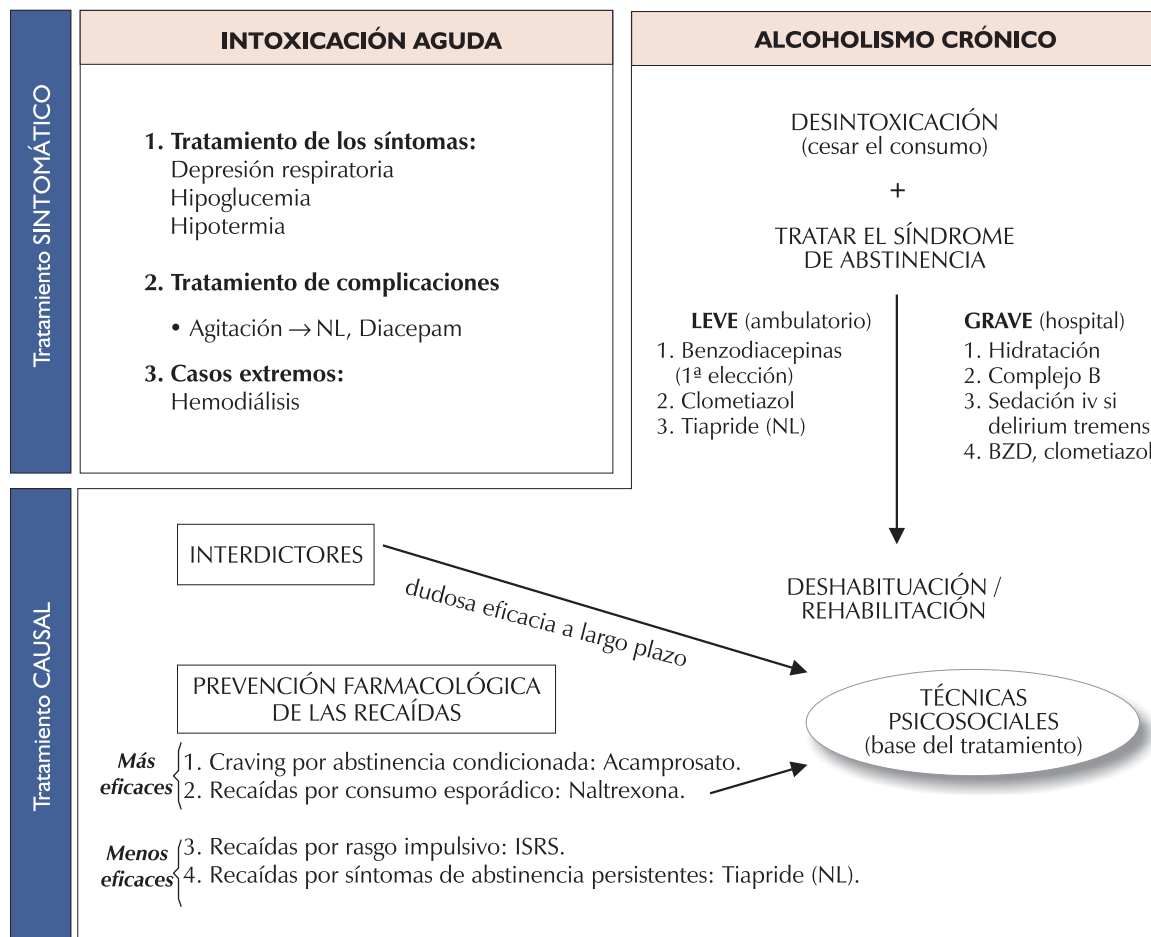 Tratamiento SINTOMÁTICO
INTOXICACIÓN AGUDA
1. Tratamiento de los síntomas:
Depresión respiratoria
Hipoglucemia
Hipotermia
2. Tratamiento de complicaciones
• Agitación → NL, Diacepam
3. Casos extremos:
Hemodiálisis
ALCOHOLISMO CRÓNICO
DESINTOXICACIÓN
(cesar el consumo)
+
TRATAR EL SÍNDROME
DE ABSTINENCIA
LEVE (ambulatorio)
1. Benzodiacepinas
(1ª elección)
2. Clometiazol
3. Tiapride (NL)
GRAVE (hospital)
1. Hidratación
2. Complejo B
3. Sedación iv si
delirium tremens
4. BZD, clometiazol
Tratamiento CAUSAL
INTERDICTORES
dudosa eficacia a largo plazo
DESHABITUACIÓN /
REHABILITACIÓN
PREVENCIÓN FARMACOLÓGICA
DE LAS RECAÍDAS
TÉCNICAS
PSICOSOCIALES
(base del tratamiento)
Más
eficaces
1. Craving por abstinencia condicionada: Acamprosato.
2. Recaídas por consumo esporádico: Naltrexona.
Menos
eficaces
3. Recaídas por rasgo impulsivo: ISRS.
4. Recaídas por síntomas de abstinencia persistentes: Tiapride (NL).